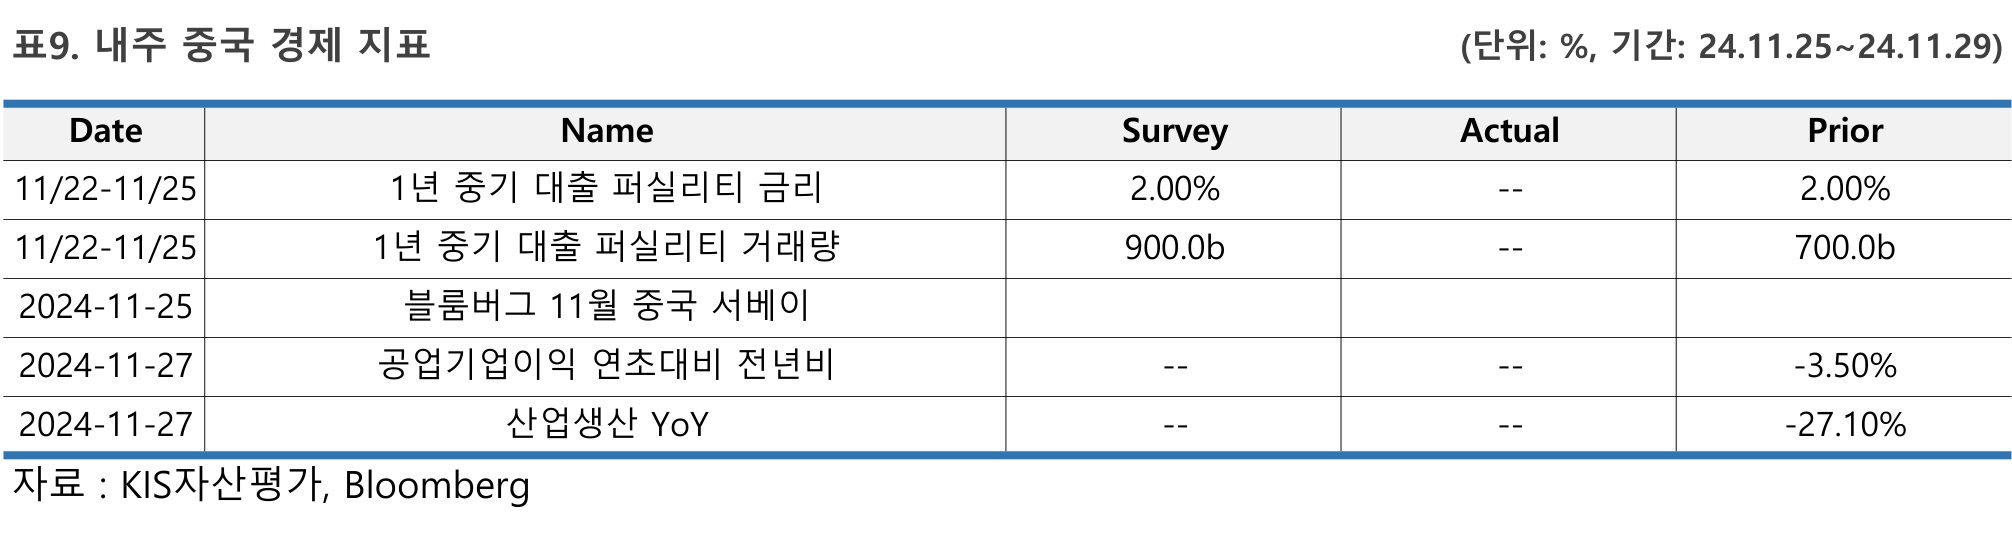 표9. 내주 중국 경제 지표 (단위: %, 기간: 24.11.25~24.11.29)
Date Name Survey Actual Prior
11/22-11/25 1년 중기 대출 퍼실리티 금리 2.00% -- 2.00%
11/22-11/25 1년 중기 대출 퍼실리티 거래량 900.0b -- 700.0b
2024-11-25 블룸버그 11월 중국 서베이
2024-11-27 공업기업이익 연초대비 전년비 -- -- -3.50%
2024-11-27 산업생산 YoY -- -- -27.10%
자료 : KIS자산평가, Bloomberg